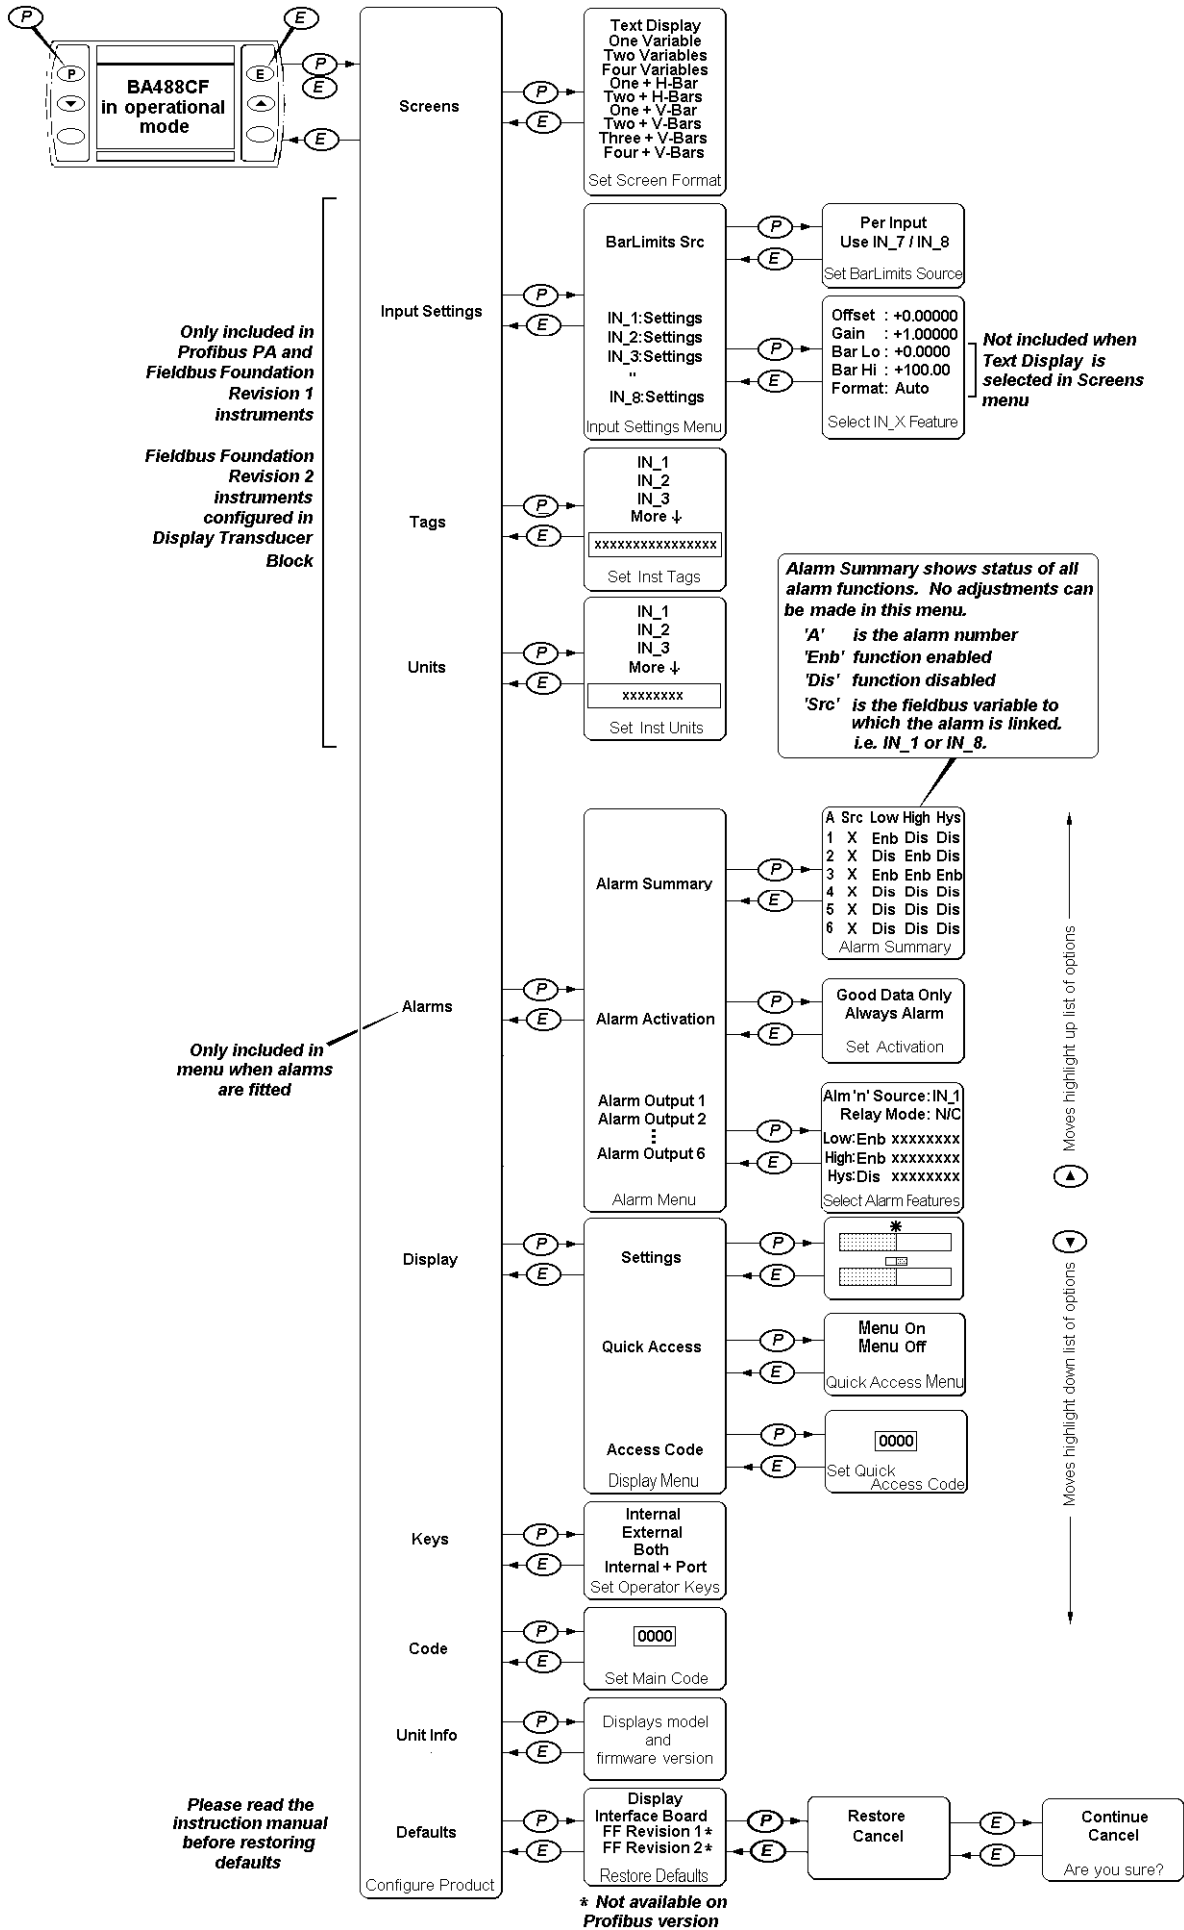 P
E
P
E
BA488CF
in operational
mode
P
E
E
Screens
P
E
Text Display
One Variable
Two Variables
Four Variables
One + H-Bar
Two + H-Bars
One + V-Bar
Two + V-Bars
Three + V-Bars
Four + V-Bars
Set Screen Format
Only included in
Profibus PA and
Fieldbus Foundation
Revision 1
instruments
Fieldbus Foundation
Revision 2
instruments
configured in
Display Transducer
Block
Input Settings
P
E
BarLimits Src
IN_1:Settings
IN_2:Settings
IN_3:Settings
"
IN_8:Settings
Input Settings Menu
P
E
Per Input
Use IN_7 / IN_8
Set BarLimits Source
P
E
Offset : +0.00000
Gain : +1.00000
Bar Lo : +0.0000
Bar Hi : +100.00
Format: Auto
Select IN_X Feature
Not included when
Text Display is
selected in Screens
menu
Tags
P
E
IN_1
IN_2
IN_3
More ↓
xxxxxxxxxxxxxxxx
Set Inst Tags
Units
P
E
IN_1
IN_2
IN_3
More ↓
xxxxxxxx
Set Inst Units
Alarm Summary shows status of all
alarm functions. No adjustments can
be made in this menu.
'A' is the alarm number
'Enb' function enabled
'Dis' function disabled
'Src' is the fieldbus variable to
which the alarm is linked.
i.e. IN_1 or IN_8.
Alarms
Only included in
menu when alarms
are fitted
P
E
Alarm Summary
Alarm Activation
Alarm Output 1
Alarm Output 2
Alarm Output 6
Alarm Menu
P
E
A Src Low High Hys
1 X Enb Dis Dis
2 X Dis Enb Dis
3 X Enb Enb Enb
4 X Dis Dis Dis
5 X Dis Dis Dis
6 X Dis Dis Dis
Alarm Summary
P
E
Good Data Only
Always Alarm
Set Activation
P
E
Alm 'n' Source:IN_1
Relay Mode: N/C
Low:Enb xxxxxxxx
High:Enb xxxxxxxx
Hys:Dis xxxxxxxx
Select Alarm Features
Moves highlight up list of options
Moves highlight down list of options
Display
P
E
Settings
Quick Access
Access Code
Display Menu
P
E
*
P
E
Menu On
Menu Off
Quick Access Menu
P
E
0000
Set Quick
Access Code
Keys
P
E
Internal
External
Both
Internal + Port
Set Operator Keys
Code
P
E
0000
Set Main Code
Unit Info
P
E
Displays model
and
firmware version
Please read the
instruction manual
before restoring
defaults
Defaults
Configure Product
P
E
Display
Interface Board
FF Revision 1*
FF Revision 2*
Restore Defaults
* Not available on
Profibus version
P
E
Restore
Cancel
E
E
Continue
Cancel
Are you sure?